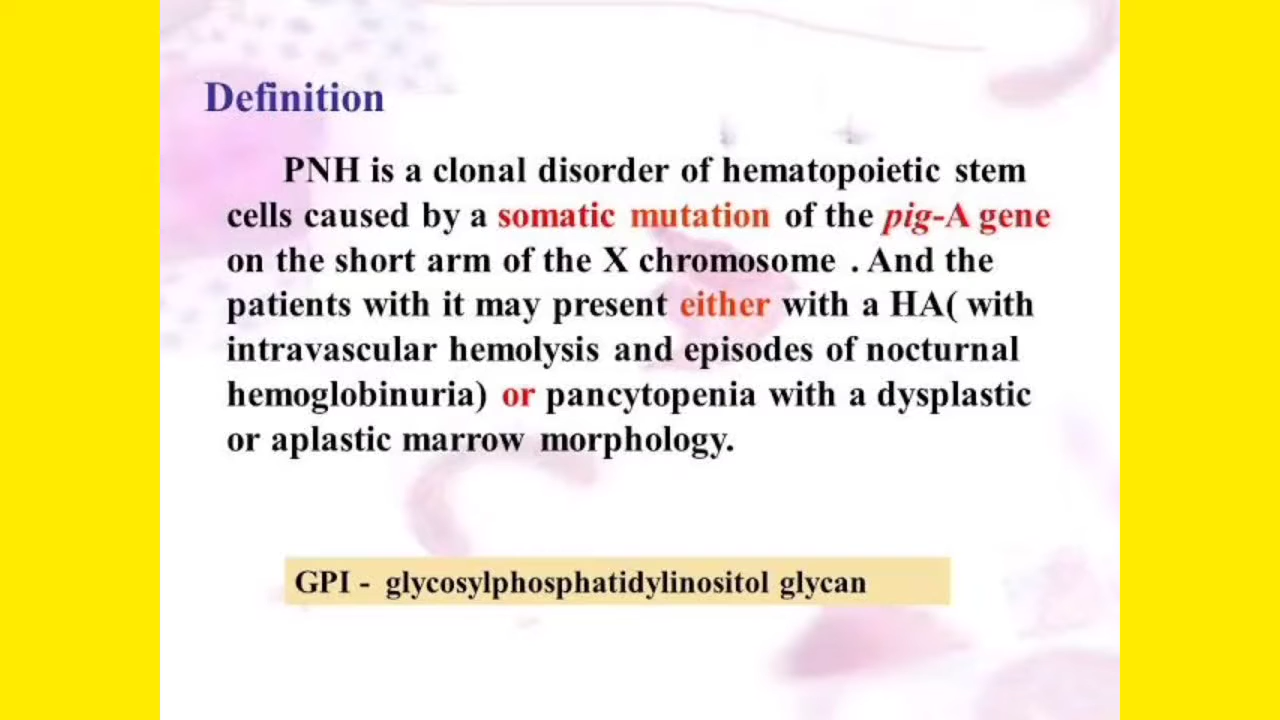 Definition
PNH is a clonal disorder of hematopoietic stem
cells caused by a somatic mutation of the pig-A gene
on the short arm of the X chromosome . And the
patients with it may present either with a HA( with
intravascular hemolysis and episodes of nocturnal
hemoglobinuria) or pancytopenia with a dysplastic
or aplastic marrow morphology.
GPI - glycosylphosphatidylinositol glycan